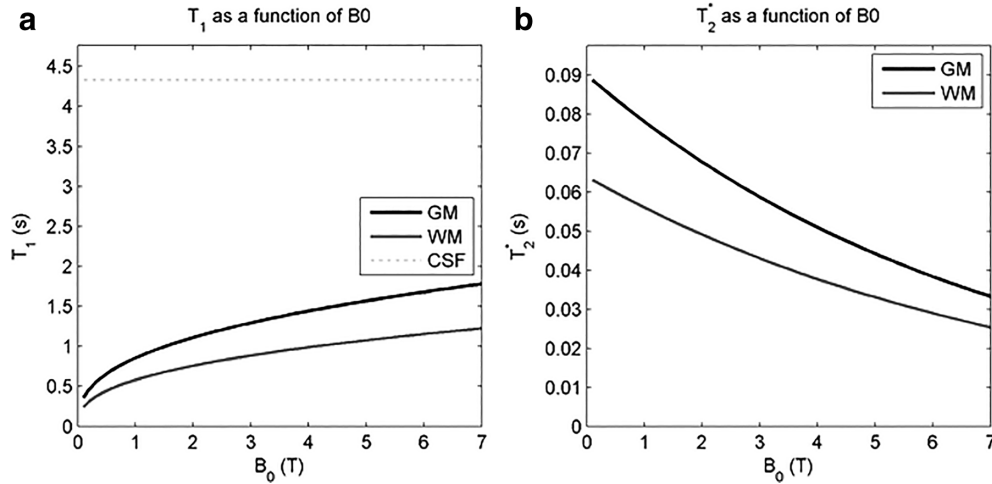 a
T1 as a function of B0
4.5
4
3.5
3
2.5
2
1.5
1
0.5
0
T1 (s)
GM
WM
CSF
0 1 2 3 4 5 6 7
B0 (T)
b
T2* as a function of B0
0.09
0.08
0.07
0.06
0.05
0.04
0.03
0.02
0.01
0
T2* (s)
GM
WM
0 1 2 3 4 5 6 7
B0 (T)